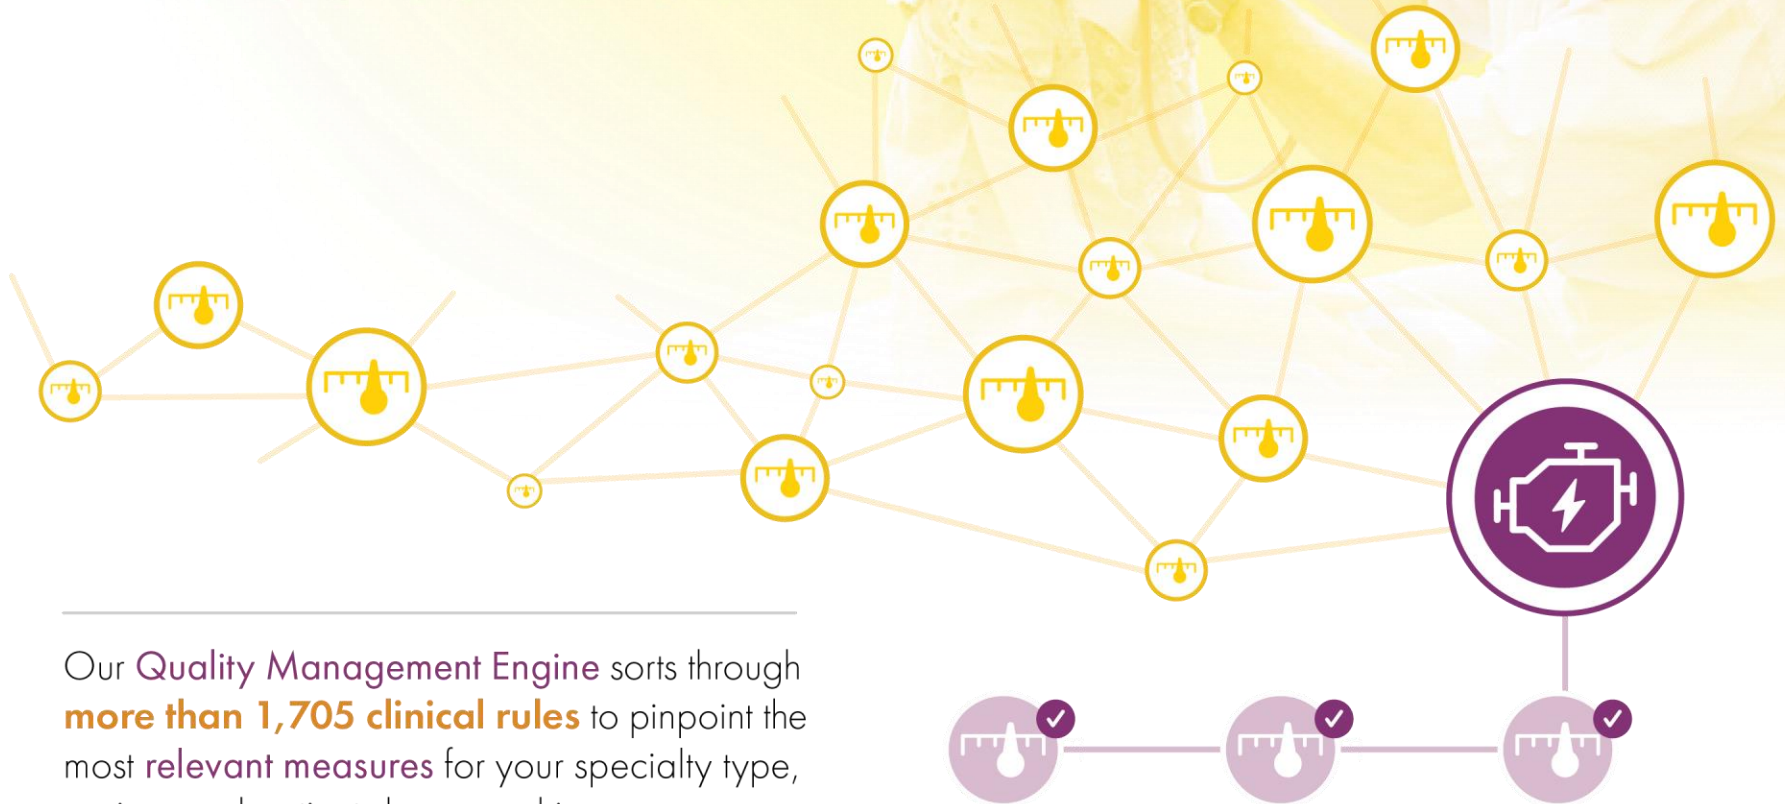 Our Quality Management Engine sorts through
more than 1,705 clinical rules to pinpoint the
most relevant measures for your specialty type,